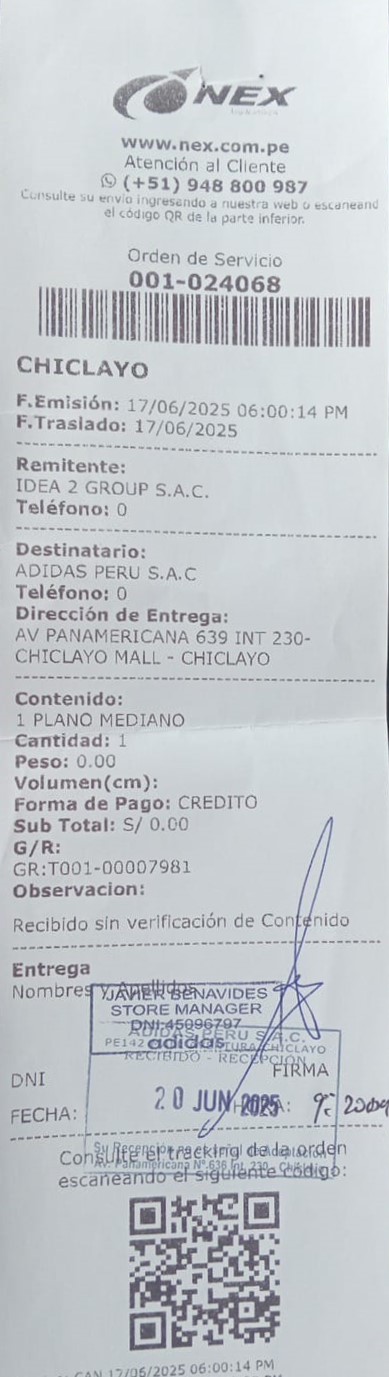 NEX
www.nex.com.pe
Atención al Cliente
(+51) 948 800 987
Consulte su envío ingresando a nuestra web o escaneand
el código QR de la parte inferior.
Orden de Servicio
001-024068
CHICLAYO
F.Emisión: 17/06/2025 06:00:14 PM
F.Traslado: 17/06/2025
Remitente:
IDEA 2 GROUP S.A.C.
Teléfono: 0
Destinatario:
ADIDAS PERU S.A.C
Teléfono: 0
Dirección de Entrega:
AV PANAMERICANA 639 INT 230-
CHICLAYO MALL - CHICLAYO
Contenido:
1 PLANO MEDIANO
Cantidad: 1
Peso: 0.00
Volumen(cm):
Forma de Pago: CREDITO
Sub Total: S/ 0.00
G/R:
GR:T001-00007981
Observacion:
Recibido sin verificación de Contenido
Entrega
Nombres y Apellidos
JAVIER BENAVIDES
STORE MANAGER
DNI:45096797
ADIDAS PERU S.A.C.
adidas
CHICLAYO
RECIBIDO - RECEPCIÓN
DNI
FIRMA
FECHA:
20 JUN 2025
Consulte el tracking de la orden
escaneando el siguiente código:
CAN 17/06/2025 06:00:14 PM